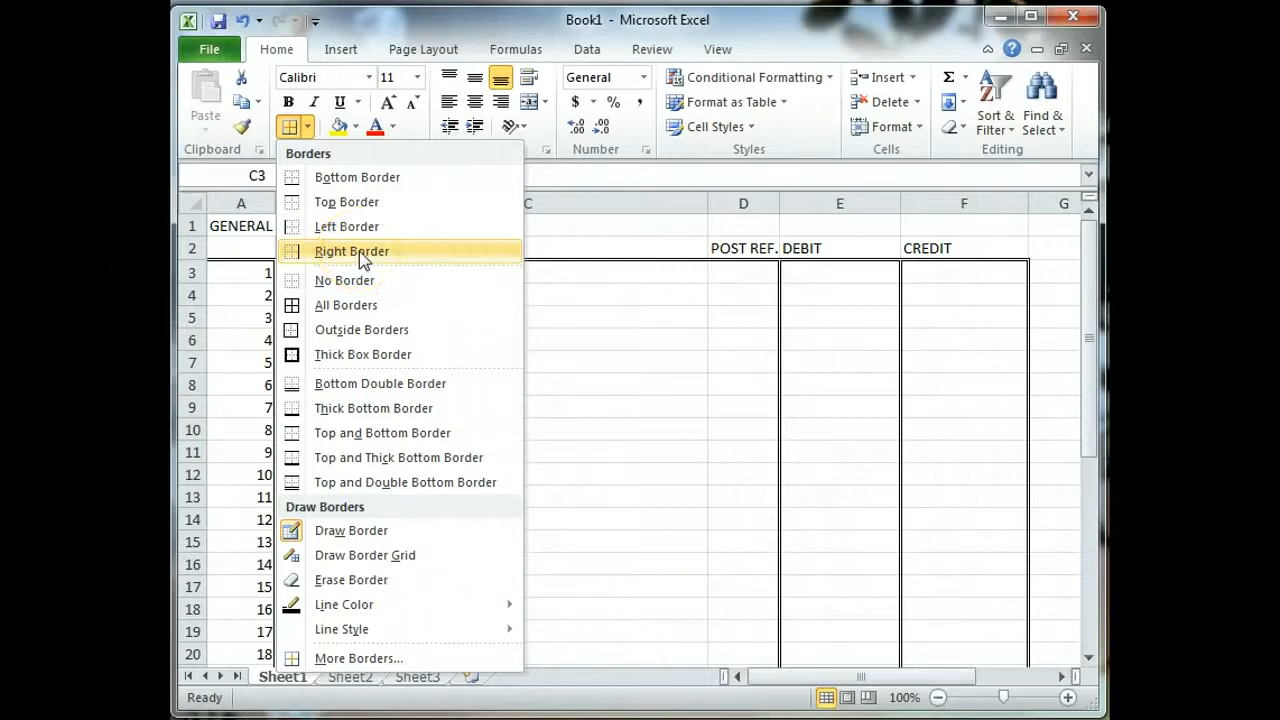 Book1 - Microsoft Excel
File Home Insert Page Layout Formulas Data Review View
Calibri 11 General Conditional Formatting Insert
Paste B I U A A $ % , Format as Table Delete Sort & Find &
A Cell Styles Format Filter Select
Clipboard Number Styles Cells Editing
C3
Borders
Bottom Border
Top Border
Left Border
Right Border
No Border
All Borders
Outside Borders
Thick Box Border
Bottom Double Border
Thick Bottom Border
Top and Bottom Border
Top and Thick Bottom Border
Top and Double Bottom Border
Draw Borders
Draw Border
Draw Border Grid
Erase Border
Line Color
Line Style
More Borders...
A C D E F G
1 GENERAL
2 POST REF. DEBIT CREDIT
3 1
4 2
5 3
6 4
7 5
8 6
9 7
10 8
11 9
12 10
13 11
14 12
15 13
16 14
17 15
18 16
19 17
20 18
Sheet1 Sheet2 Sheet3
Ready 100%